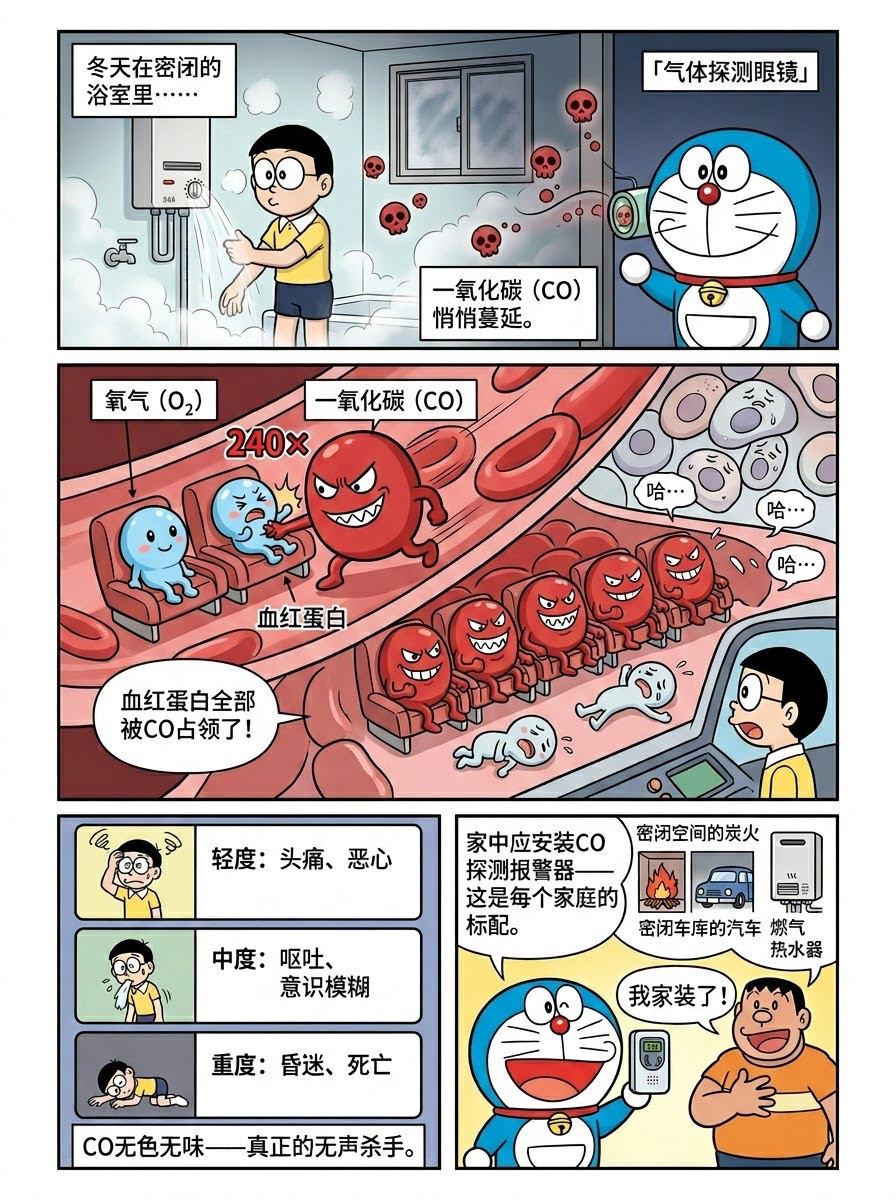 冬天在密闭的
浴室里……
「气体探测眼镜」
一氧化碳（CO）
悄悄蔓延。
氧气（O₂）
一氧化碳（CO）
240×
哈…
哈…
哈…
血红蛋白
血红蛋白全部
被CO占领了！
轻度：头痛、恶心
中度：呕吐、
意识模糊
重度：昏迷、死亡
CO无色无味——真正的无声杀手。
家中应安装CO
探测报警器——
这是每个家庭的
标配。
密闭空间的炭火
密闭车库的汽车
燃气
热水器
我家装了！